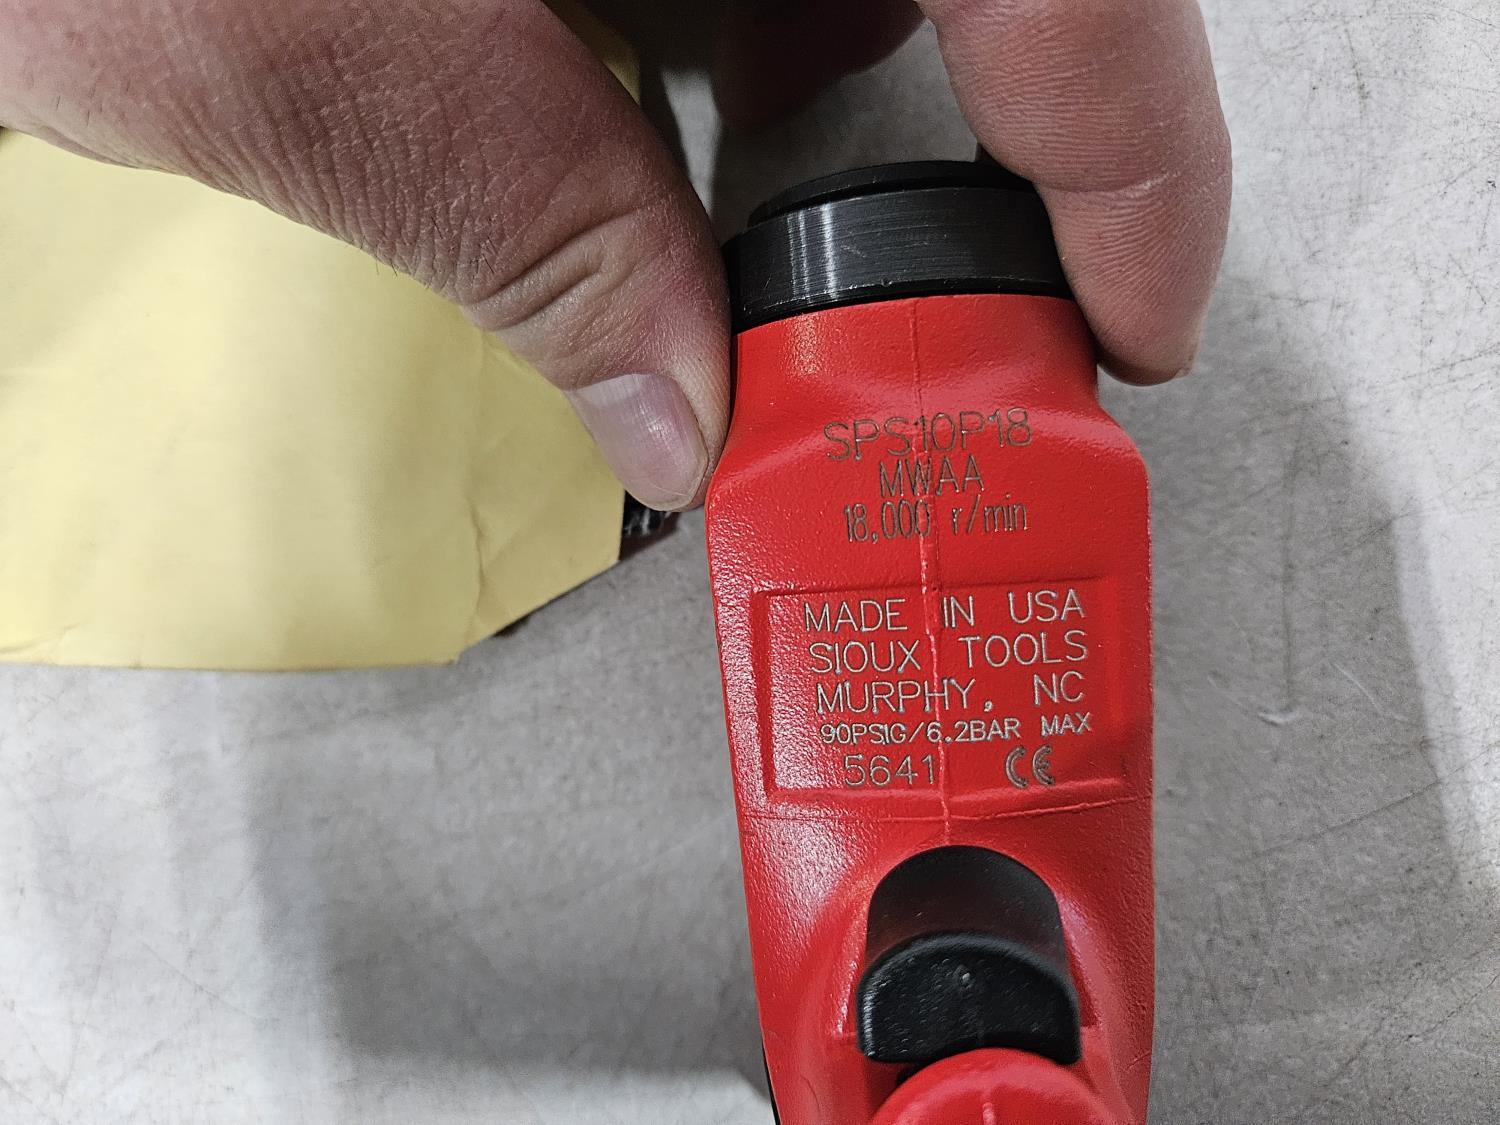 SPS10P18
MWAA
18,000 r/min
MADE IN USA
SIOUX TOOLS
MURPHY, NC
90PSIG/6.2BAR MAX
5641 CE